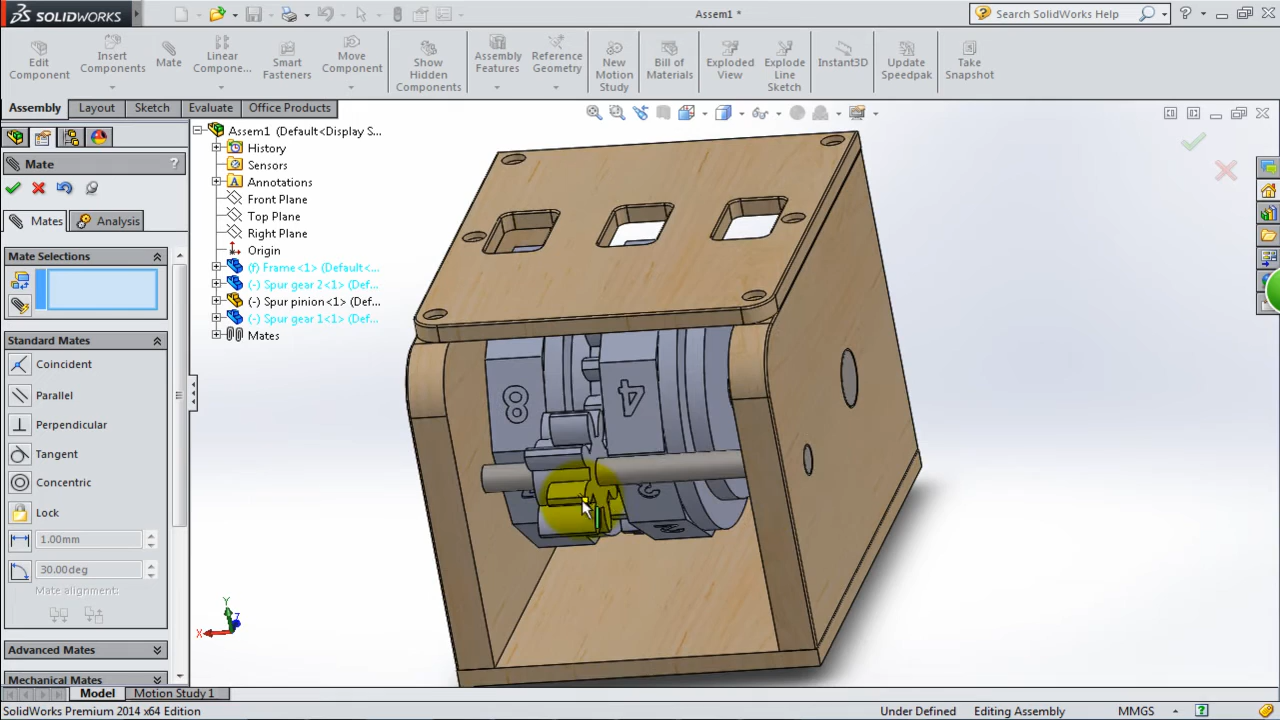 SOLIDWORKS
Assem1 *
Search SolidWorks Help
Edit Component
Insert Components
Mate
Linear Compone...
Smart Fasteners
Move Component
Show Hidden Components
Assembly Features
Reference Geometry
New Motion Study
Bill of Materials
Exploded View
Explode Line Sketch
Instant3D
Update Speedpak
Take Snapshot
Assembly
Layout
Sketch
Evaluate
Office Products
Mate
?
Mates
Analysis
Mate Selections
Standard Mates
Coincident
Parallel
Perpendicular
Tangent
Concentric
Lock
1.00mm
30.00deg
Mate alignment:
Advanced Mates
Mechanical Mates
Assem1 (Default<Display S...
History
Sensors
Annotations
Front Plane
Top Plane
Right Plane
Origin
(f) Frame<1> (Default<...
(-) Spur gear 2<1> (Def...
(-) Spur pinion<1> (Def...
(-) Spur gear 1<1> (Def...
Mates
8
4
Y
X
Z
Model
Motion Study 1
SolidWorks Premium 2014 x64 Edition
Under Defined
Editing Assembly
MMGS